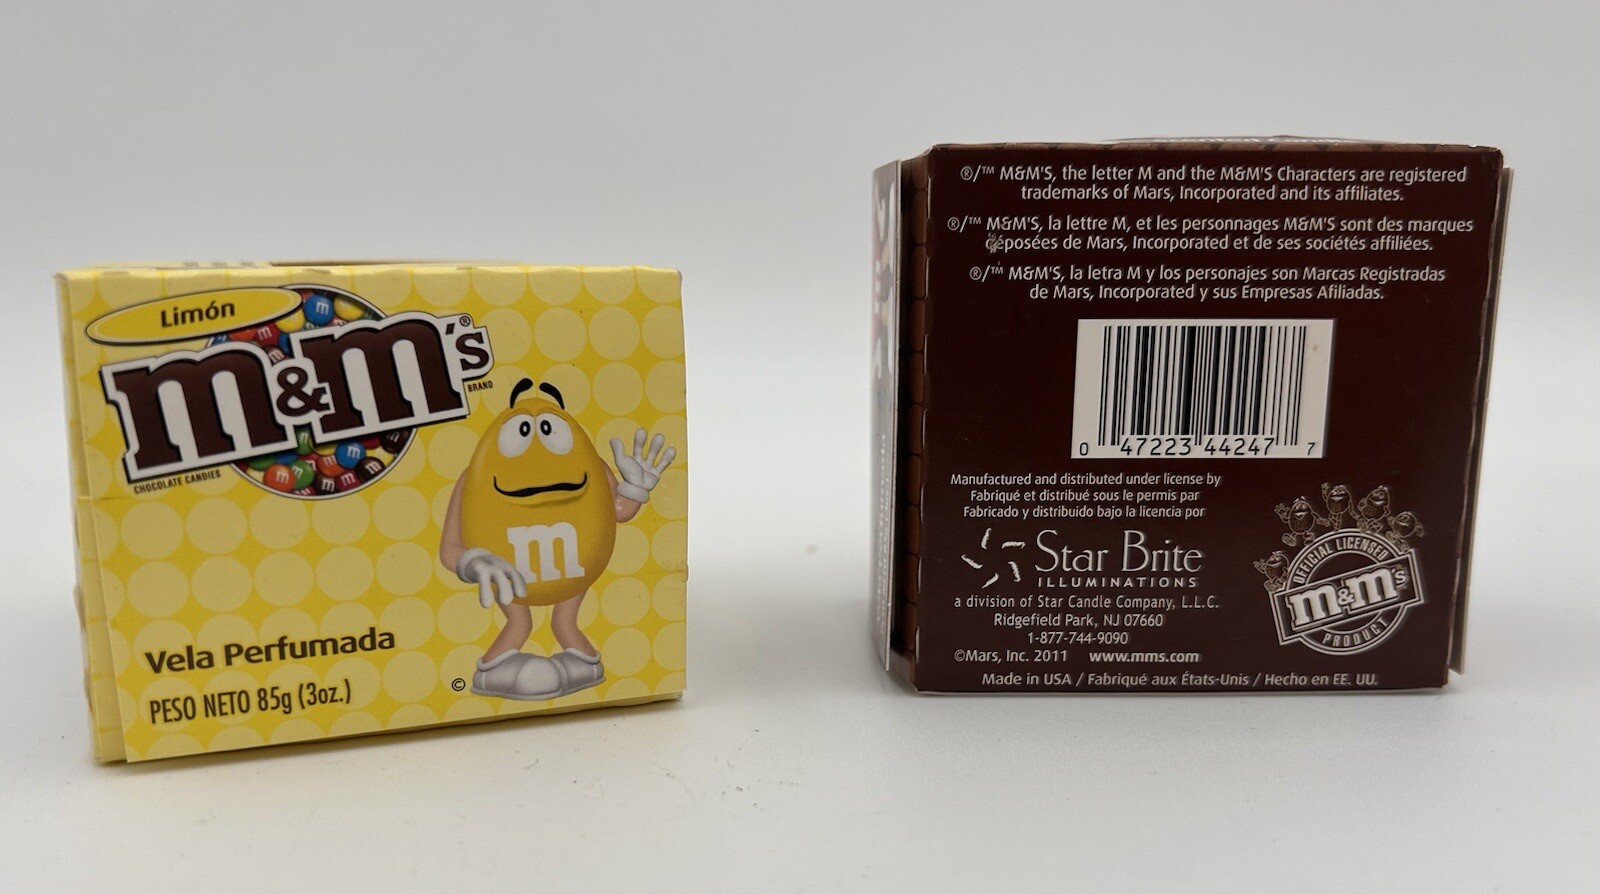 Limón
m&m's®
BRAND
CHOCOLATE CANDIES
m
Vela Perfumada
PESO NETO 85g (3oz.)
©
®/™ M&M'S, the letter M and the M&M'S Characters are registered
trademarks of Mars, Incorporated and its affiliates.
®/™ M&M'S, la lettre M, et les personnages M&M'S sont des marques
déposées de Mars, Incorporated et de ses sociétés affiliées.
®/™ M&M'S, la letra M y los personajes son Marcas Registradas
de Mars, Incorporated y sus Empresas Afiliadas.
0 47223 44247 7
Manufactured and distributed under license by
Fabriqué et distribué sous le permis par
Fabricado y distribuido bajo la licencia por
Star Brite
ILLUMINATIONS
a division of Star Candle Company, L.L.C.
Ridgefield Park, NJ 07660
1-877-744-9090
©Mars, Inc. 2011 www.mms.com
OFFICIAL LICENSED
m&m's
PRODUCT
Made in USA / Fabriqué aux États-Unis / Hecho en EE. UU.